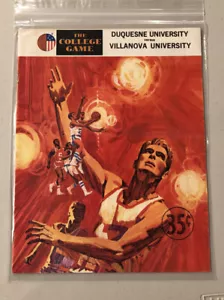 THE
COLLEGE
GAME
DUQUESNE UNIVERSITY
versus
VILLANOVA UNIVERSITY
35¢